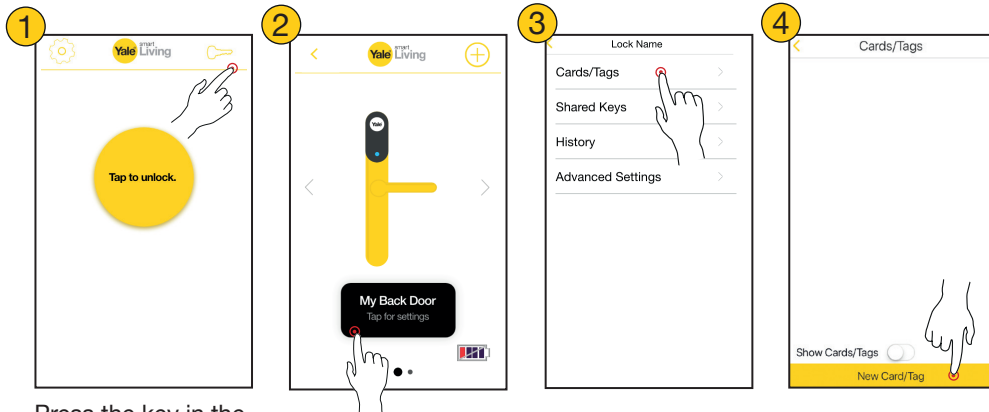 1
Yale smart Living
Tap to unlock.
Press the key in the
2
Yale smart Living
Yale
My Back Door
Tap for settings
3
Lock Name
Cards/Tags
Shared Keys
History
Advanced Settings
4
Cards/Tags
Show Cards/Tags
New Card/Tag